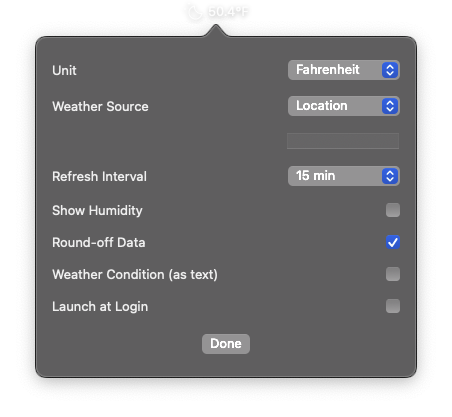 50.4°F
Unit Fahrenheit
Weather Source Location
Refresh Interval 15 min
Show Humidity
Round-off Data
Weather Condition (as text)
Launch at Login
Done